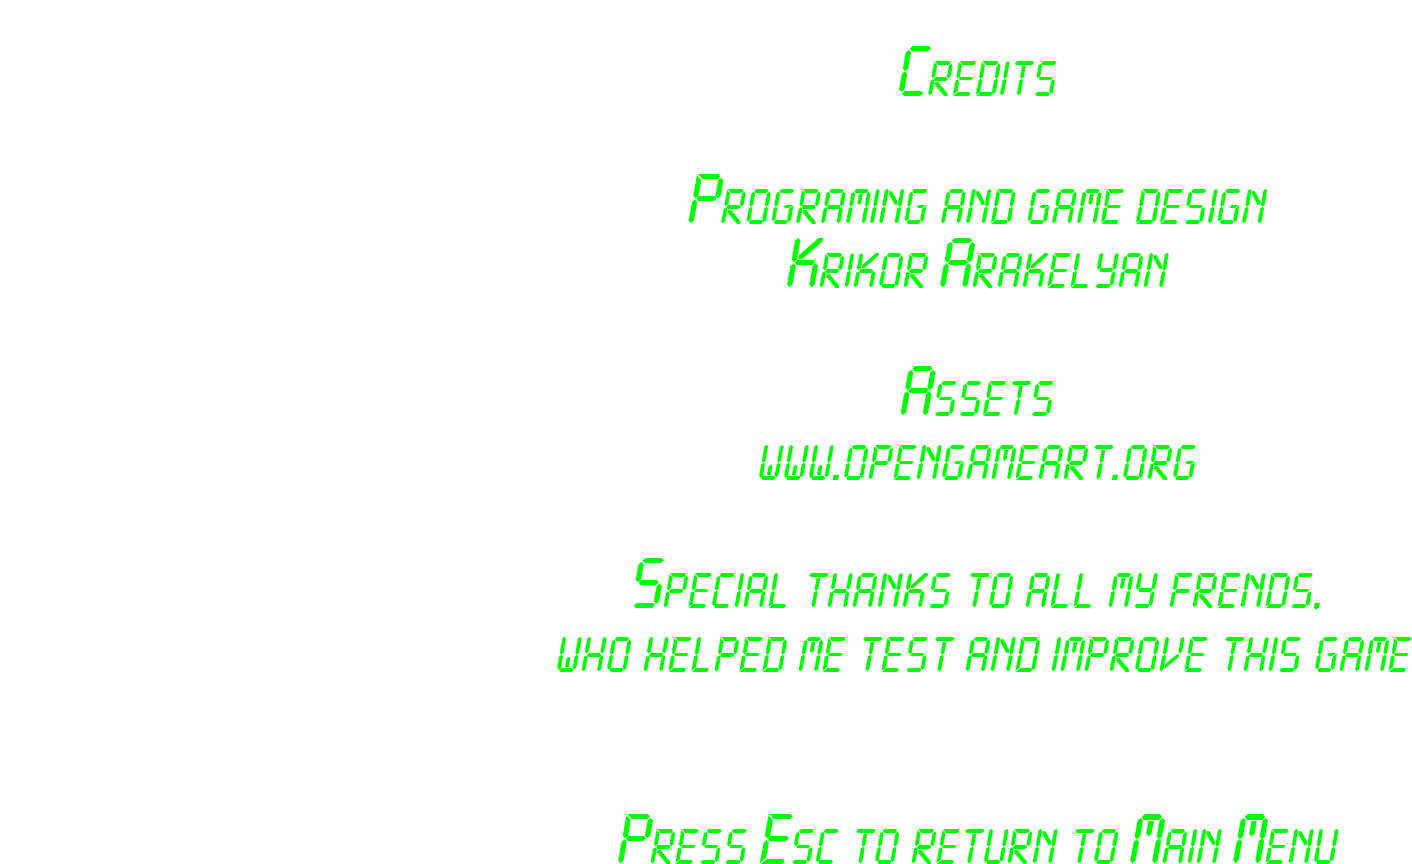 Credits
Programing and game design
Krikor Arakelyan
Assets
www.opengameart.org
Special thanks to all my frends.
who helped me test and improve this game
Press Esc to return to Main Menu